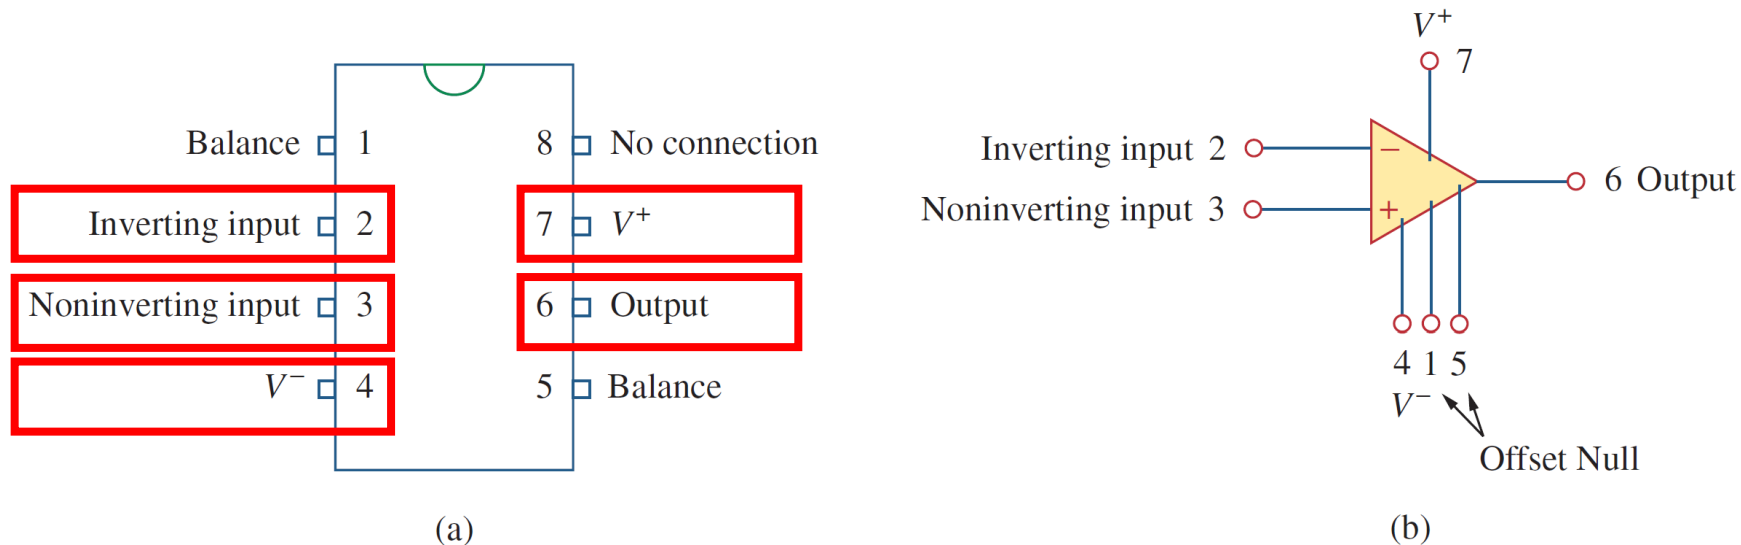 Balance 1
8 No connection
Inverting input 2
7 V⁺
Noninverting input 3
6 Output
V⁻ 4
5 Balance
(a)
V⁺
7
Inverting input 2
−
Noninverting input 3
+
6 Output
4 1 5
V⁻
Offset Null
(b)